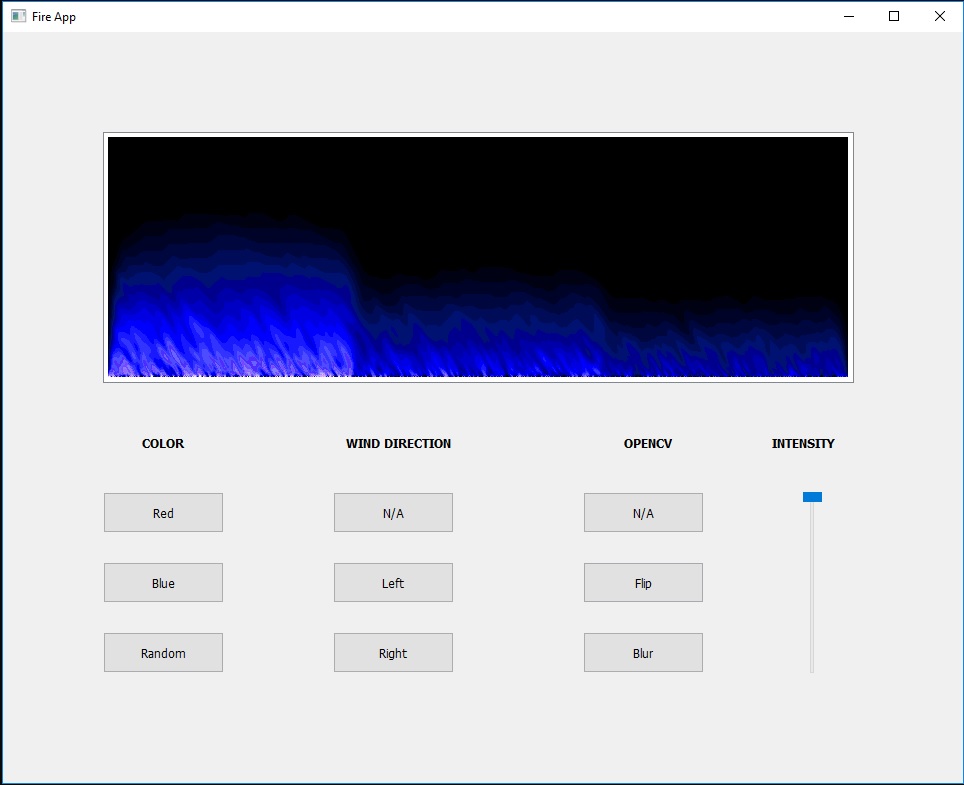 Fire App
COLOR
WIND DIRECTION
OPENCV
INTENSITY
Red
N/A
N/A
Blue
Left
Flip
Random
Right
Blur